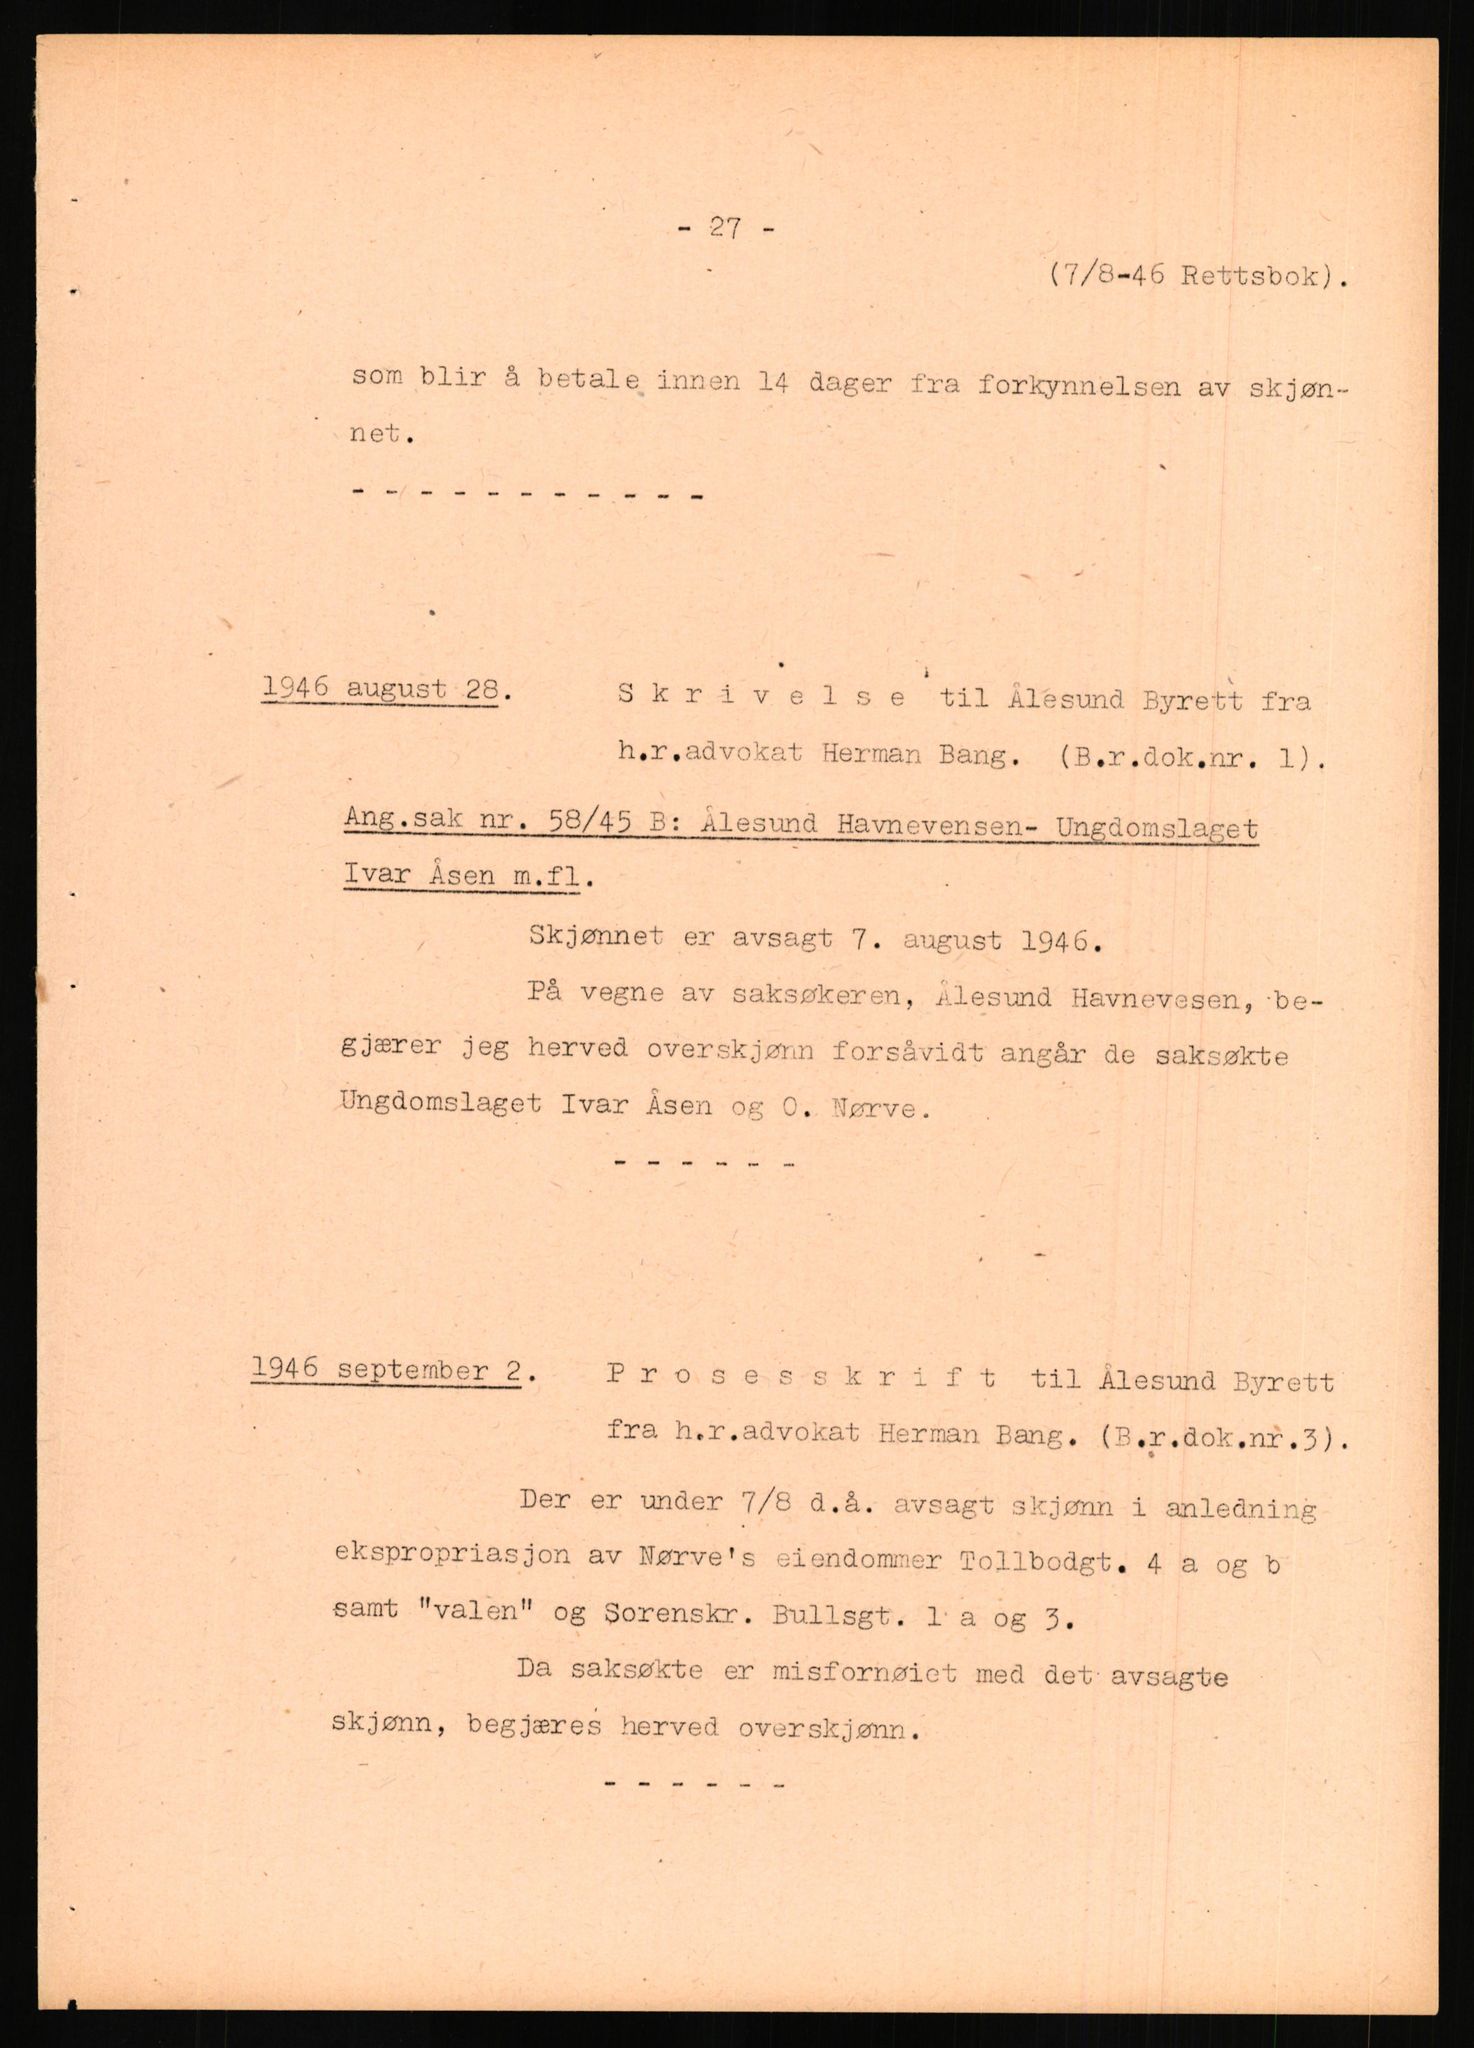 - 27 -
(7/8-46 Rettsbok).
som blir å betale innen 14 dager fra forkynnelsen av skjøn-
net.
- - - - - - - - - - -
1946 august 28. S k r i v e l s e til Ålesund Byrett fra
h.r.advokat Herman Bang. (B.r.dok.nr. 1).
Ang.sak nr. 58/45 B: Ålesund Havnevensen- Ungdomslaget
Ivar Åsen m.fl.
Skjønnet er avsagt 7. august 1946.
På vegne av saksøkeren, Ålesund Havnevesen, be-
gjærer jeg herved overskjønn forsåvidt angår de saksøkte
Ungdomslaget Ivar Åsen og O. Nørve.
- - - - - -
1946 september 2. P r o s e s s k r i f t til Ålesund Byrett
fra h.r.advokat Herman Bang. (B.r.dok.nr.3).
Der er under 7/8 d.å. avsagt skjønn i anledning
ekspropriasjon av Nørve's eiendommer Tollbodgt. 4 a og b
samt "valen" og Sorenskr. Bullsgt. 1 a og 3.
Da saksøkte er misfornøiet med det avsagte
skjønn, begjæres herved overskjønn.
- - - - - -